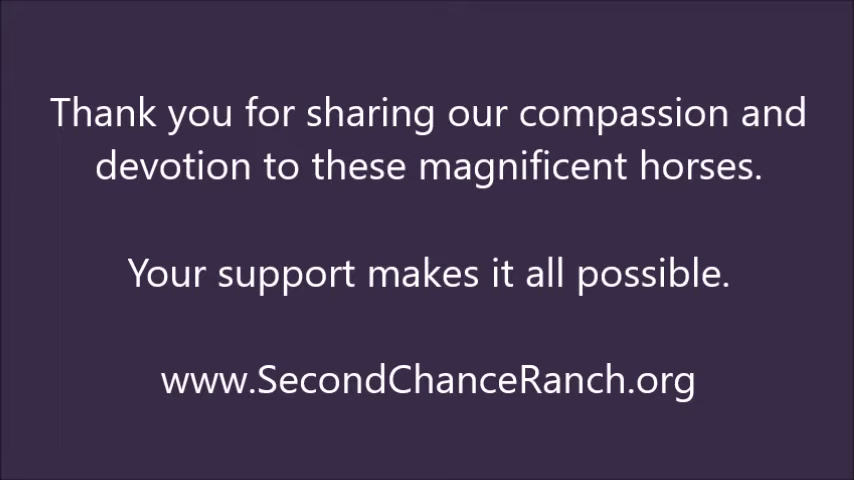 Thank you for sharing our compassion and
devotion to these magnificent horses.
Your support makes it all possible.
www.SecondChanceRanch.org